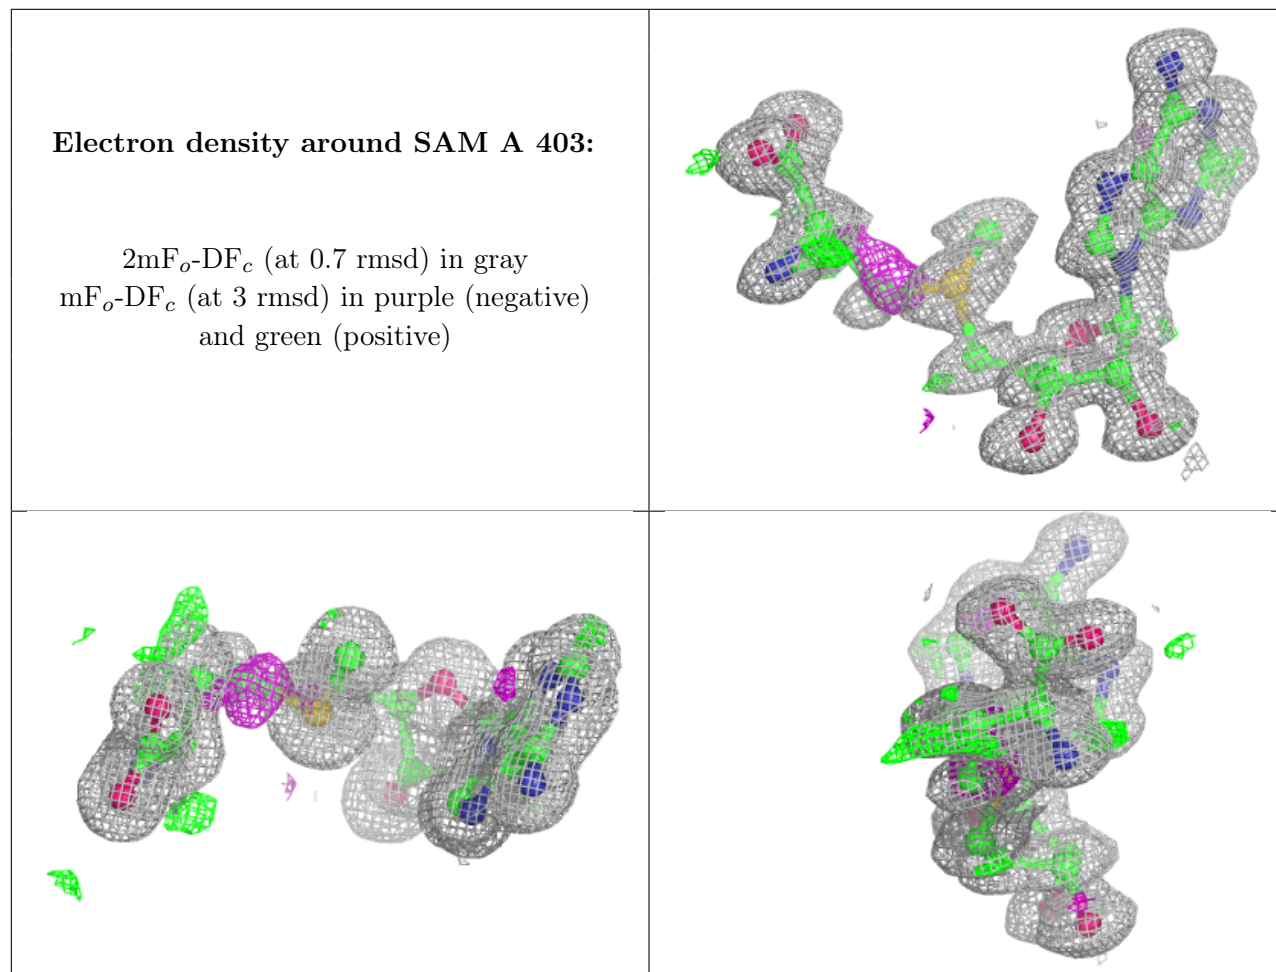 Electron density around SAM A 403:
2mFo-DFc (at 0.7 rmsd) in gray
mFo-DFc (at 3 rmsd) in purple (negative)
and green (positive)